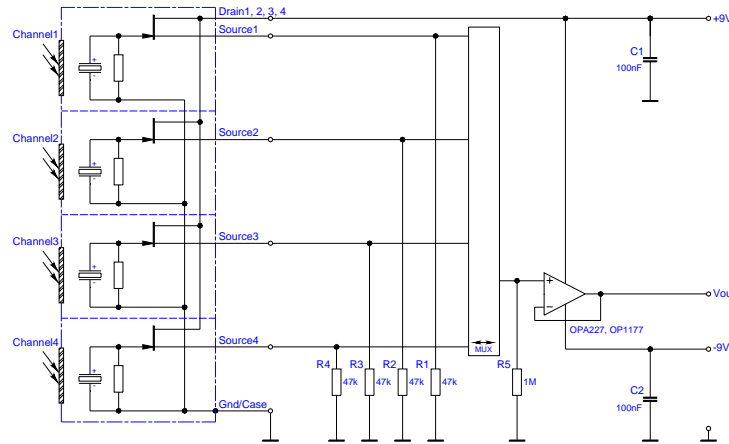 Drain1, 2, 3, 4
+9V
Source1
Channel1
+
-
C1
100nF
Source2
Channel2
+
-
Source3
Channel3
+
-
+
-
Vou
OPA227, OP1177
Source4
Channel4
+
-
MUX
-9V
R4
R3
R2
R1
R5
47k
47k
47k
47k
1M
C2
100nF
Gnd/Case